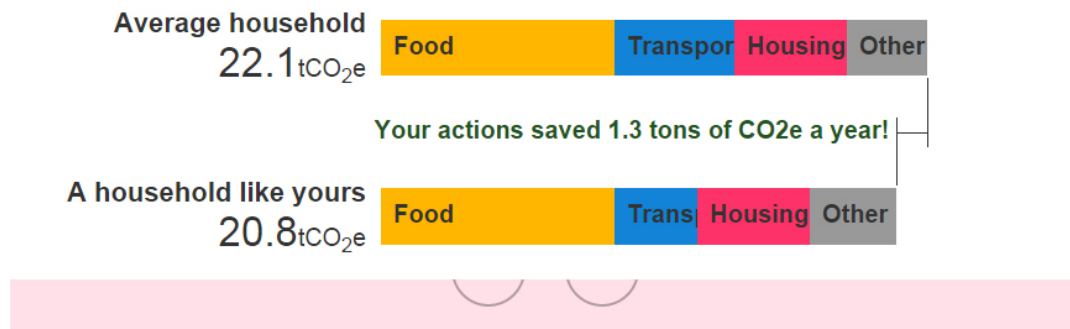 Average household
22.1tCO₂e
Food Transpor Housing Other
Your actions saved 1.3 tons of CO2e a year!
A household like yours
20.8tCO₂e
Food Transp Housing Other